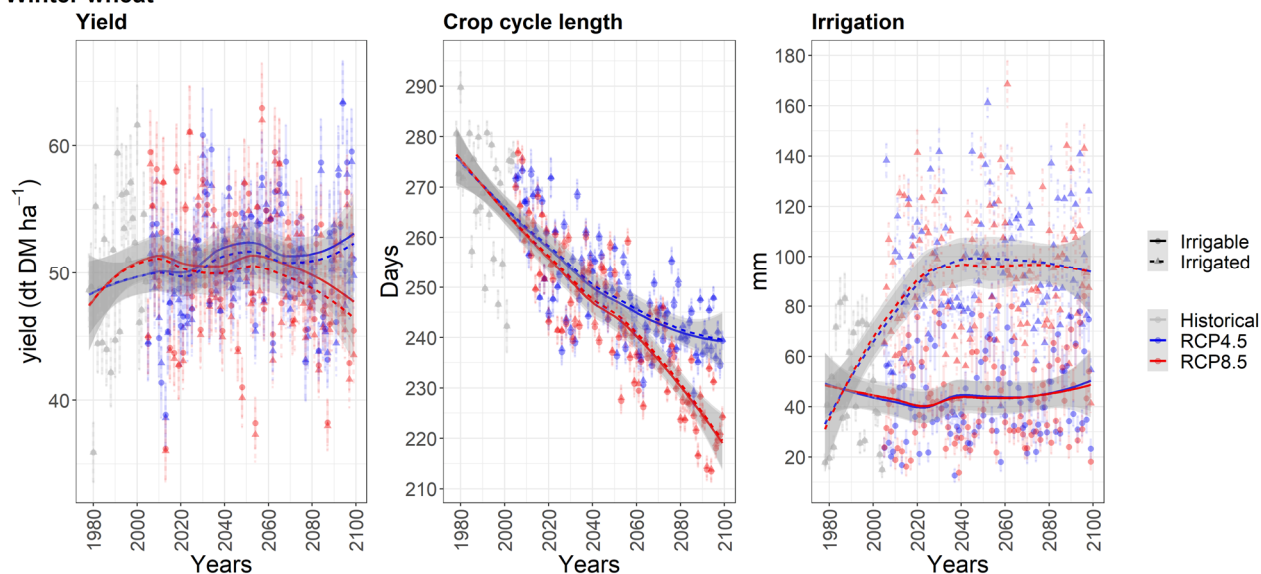 Winter wheat
Yield
Crop cycle length
Irrigation
yield (dt DM ha⁻¹)
60
50
40
1980
2000
2020
2040
2060
2080
2100
Years
Days
290
280
270
260
250
240
230
220
210
1980
2000
2020
2040
2060
2080
2100
Years
mm
180
160
140
120
100
80
60
40
20
1980
2000
2020
2040
2060
2080
2100
Years
Irrigable
Irrigated
Historical
RCP4.5
RCP8.5